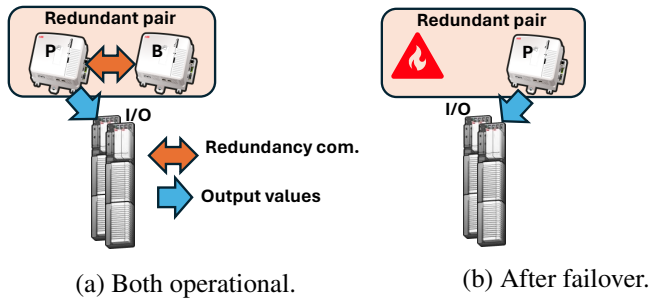 Redundant pair
P
B
I/O
Redundancy com.
Output values
(a) Both operational.
Redundant pair
P
I/O
(b) After failover.